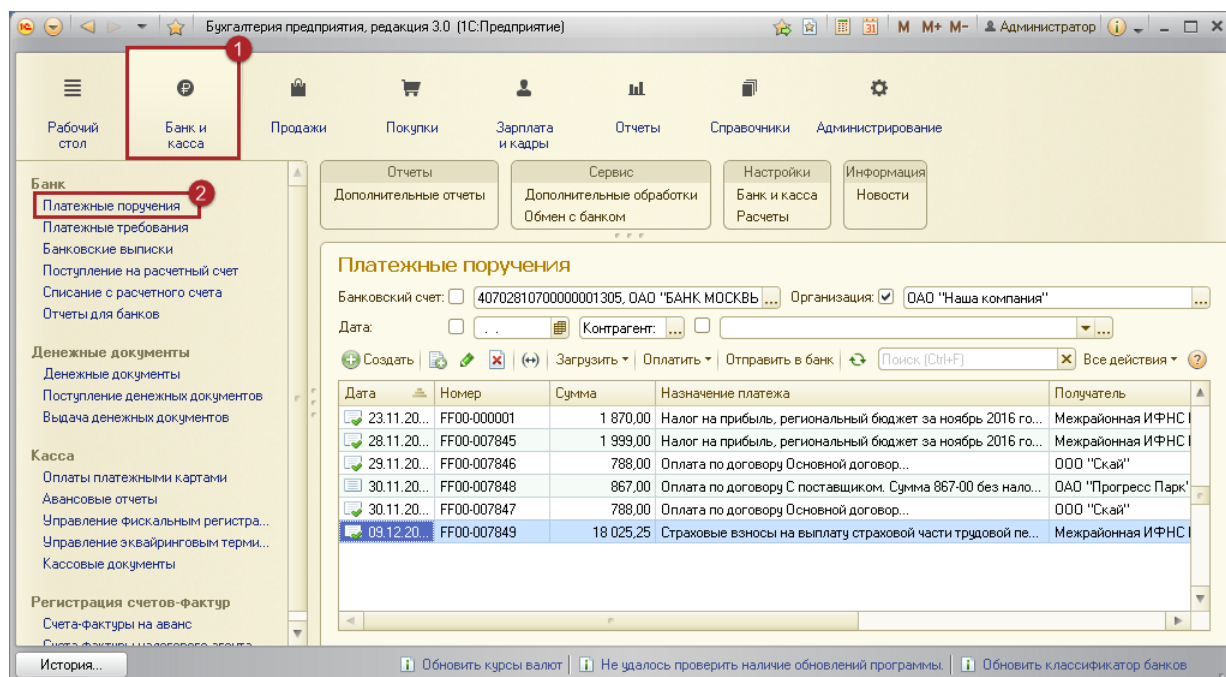 Бухгалтерия предприятия, редакция 3.0 (1С:Предприятие)
M M+ M-
Администратор
1
Рабочий стол
Банк и касса
Продажи
Покупки
Зарплата и кадры
Отчеты
Справочники
Администрирование
Банк
2
Платежные поручения
Платежные требования
Банковские выписки
Поступление на расчетный счет
Списание с расчетного счета
Отчеты для банков
Денежные документы
Денежные документы
Поступление денежных документов
Выдача денежных документов
Касса
Оплаты платежными картами
Авансовые отчеты
Управление фискальным регистра...
Управление эквайринговым терми...
Кассовые документы
Регистрация счетов-фактур
Счета-фактуры на аванс
Отчеты
Дополнительные отчеты
Сервис
Дополнительные обработки
Обмен с банком
Настройки
Банк и касса
Расчеты
Информация
Новости
Платежные поручения
Банковский счет: 40702810700000001305, ОАО "БАНК МОСКВЬ ... Организация: ОАО "Наша компания" ...
Дата: . . Контрагент: ... ...
Создать Загрузить Оплатить Отправить в банк Поиск (Ctrl+F) Все действия
Дата Номер Сумма Назначение платежа Получатель
23.11.20... FF00-000001 1 870,00 Налог на прибыль, региональный бюджет за ноябрь 2016 го... Межрайонная ИФНС
28.11.20... FF00-007845 1 999,00 Налог на прибыль, региональный бюджет за ноябрь 2016 го... Межрайонная ИФНС
29.11.20... FF00-007846 788,00 Оплата по договору Основной договор... ООО "Скай"
30.11.20... FF00-007848 867,00 Оплата по договору С поставщиком. Сумма 867-00 без нало... ОАО "Прогресс Парк"
30.11.20... FF00-007847 788,00 Оплата по договору Основной договор... ООО "Скай"
09.12.20... FF00-007849 18 025,25 Страховые взносы на выплату страховой части трудовой пе... Межрайонная ИФНС
История...
Обновить курсы валют
Не удалось проверить наличие обновлений программы.
Обновить классификатор банков